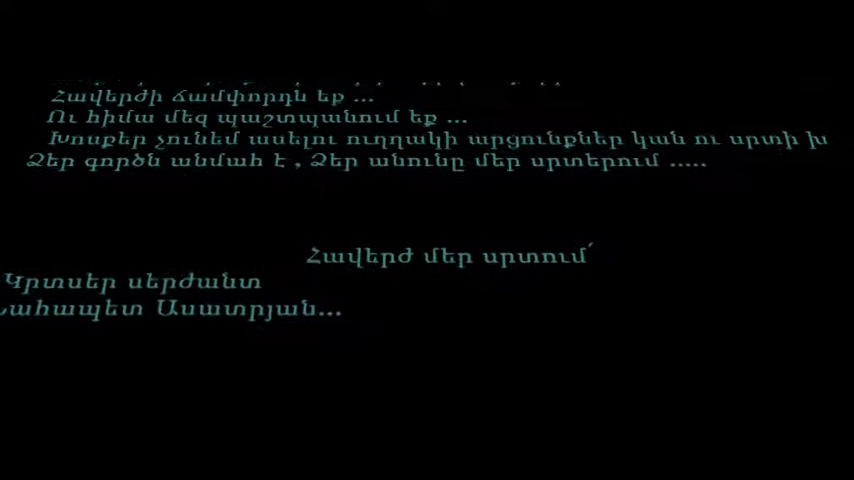 Հավերժի ճամփորդն եք ...
Ու հիմա մեզ պաշտպանում եք ...
Խոսքեր չունեմ ասելու ուղղակի արցունքներ կան ու սրտի խ
Ձեր գործն անմահ է , Ձեր անունը մեր սրտերում .....
Հավերժ մեր սրտում՛
Կրտսեր սերժանտ
Նահապետ Ասատրյան...